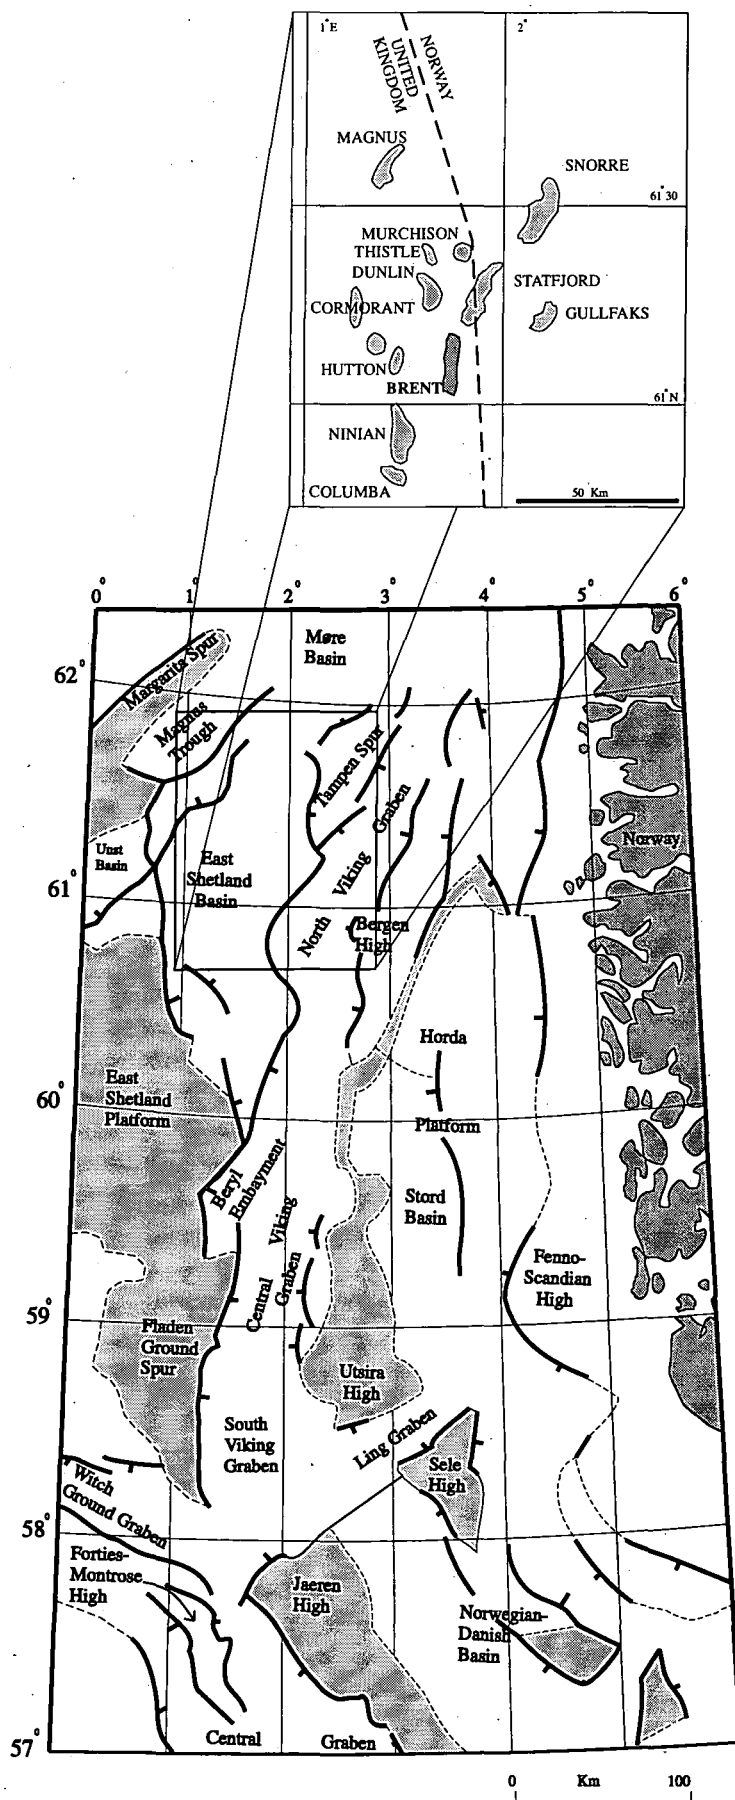 1°E
2°
NORWAY
UNITED
KINGDOM
MAGNUS
SNORRE
61°30
MURCHISON
THISTLE
DUNLIN
STATFJORD
CORMORANT
GULLFAKS
HUTTON
BRENT
61°N
NINIAN
COLUMBA
50 Km
0° 1° 2° 3° 4° 5° 6°
Møre
Basin
62°
Margarita Spur
Magnus
Trough
Tampen Spur
Graben
Norway
Unst
Basin
East
Shetland
Basin
Viking
61°
North
Bergen
High
Horda
East
Shetland
Platform
60°
Platform
Beryl
Embayment
Stord
Basin
Viking
Central
Graben
Fenno-
Scandian
High
59°
Fladen
Ground
Spur
Utsira
High
South
Viking
Graben
Ling Graben
Sele
High
Witch
Ground Graben
58°
Forties-
Montrose
High
Jaeren
High
Norwegian-
Danish
Basin
Central
Graben
57°
0 Km 100